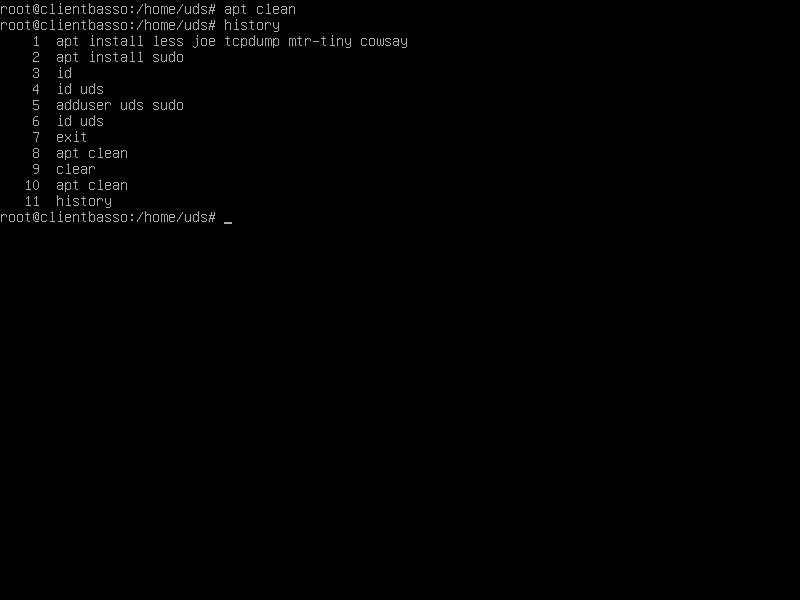 root@clientbasso:/home/uds# apt clean
root@clientbasso:/home/uds# history
    1  apt install less joe tcpdump mtr-tiny cowsay
    2  apt install sudo
    3  id
    4  id uds
    5  adduser uds sudo
    6  id uds
    7  exit
    8  apt clean
    9  clear
   10  apt clean
   11  history
root@clientbasso:/home/uds# _